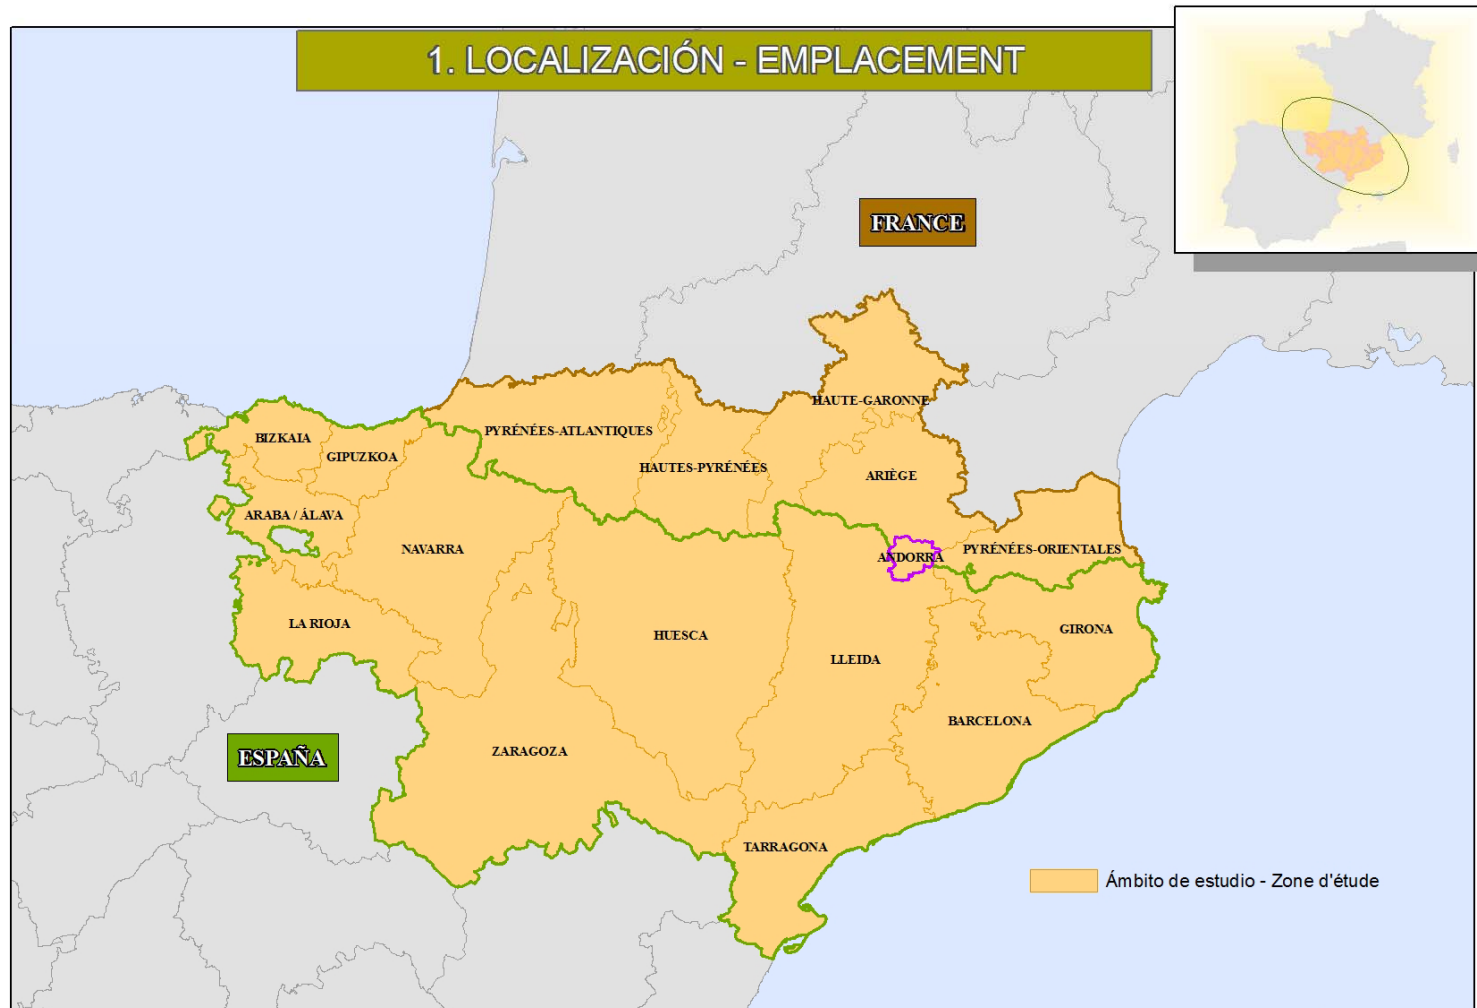 1. LOCALIZACIÓN - EMPLACEMENT
FRANCE
HAUTE-GARONNE
PYRÉNÉES-ATLANTIQUES
BIZKAIA
GIPUZKOA
HAUTES-PYRÉNÉES
ARIÈGE
ARABA / ÁLAVA
NAVARRA
ANDORRA
PYRÉNÉES-ORIENTALES
LA RIOJA
HUESCA
GIRONA
LLEIDA
BARCELONA
ZARAGOZA
ESPAÑA
TARRAGONA
Ámbito de estudio - Zone d'étude